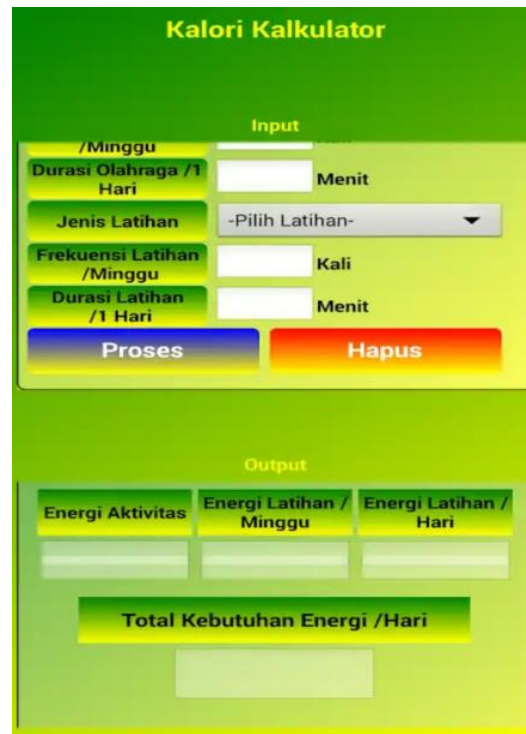 Kalori Kalkulator
Input
/Minggu
Durasi Olahraga /1
Hari
Menit
Jenis Latihan
-Pilih Latihan-
Frekuensi Latihan
/Minggu
Kali
Durasi Latihan
/1 Hari
Menit
Proses
Hapus
Output
Energi Aktivitas
Energi Latihan /
Minggu
Energi Latihan /
Hari
Total Kebutuhan Energi /Hari